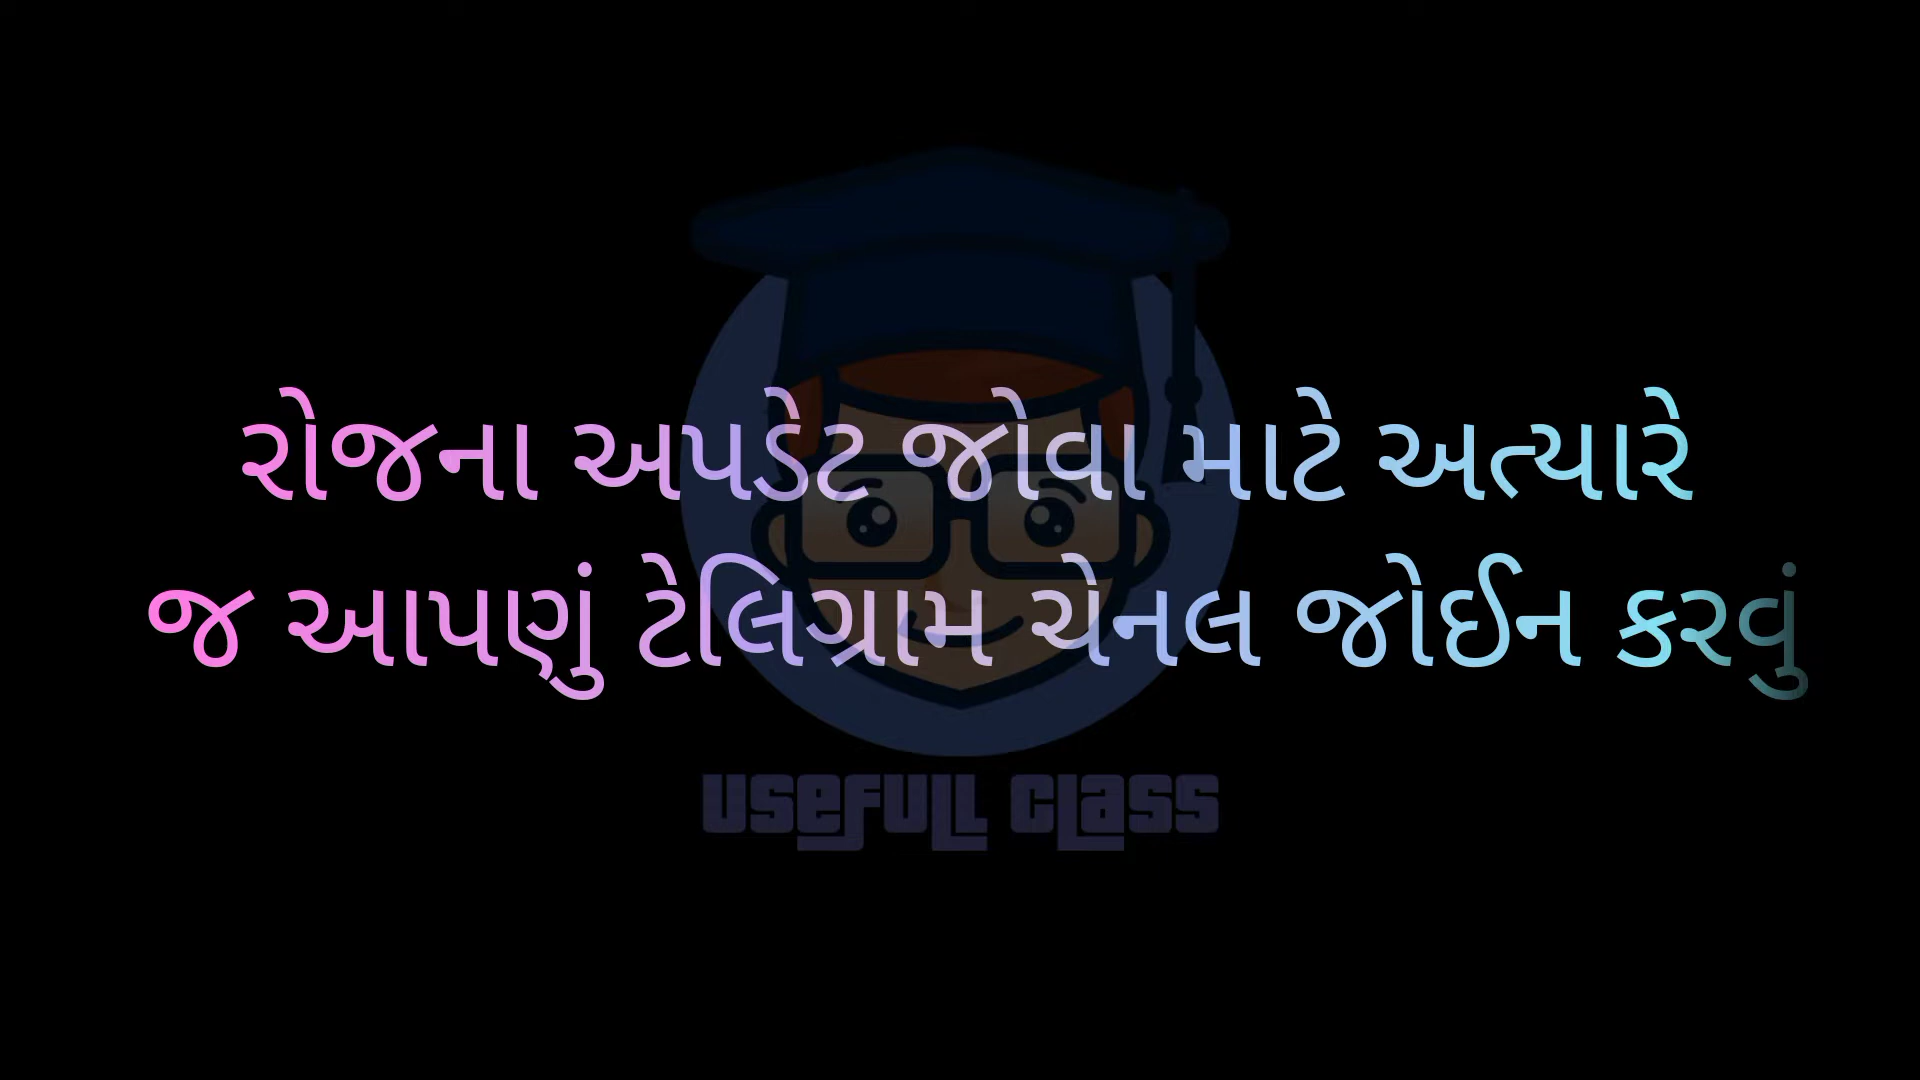 રોજના અપડેટ જોવા માટે અત્યારે
જ આપણું ટેલિગ્રામ ચેનલ જોઈન કરવું
USEFULL CLASS